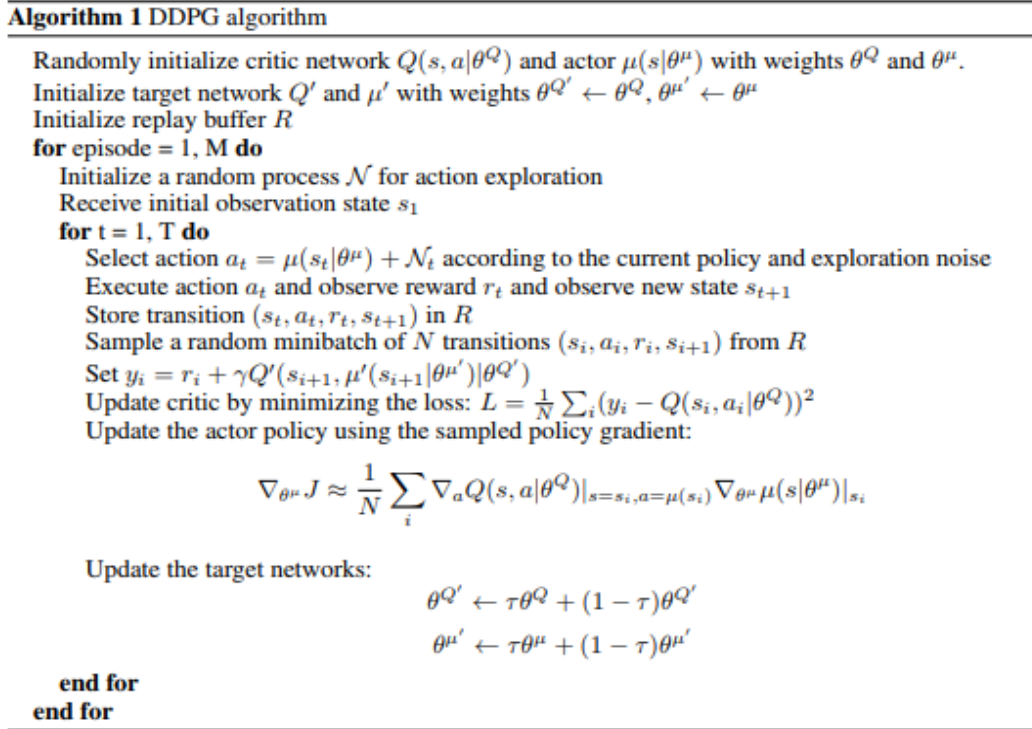 Algorithm 1 DDPG algorithm
Randomly initialize critic network Q(s, a|θ^Q) and actor μ(s|θ^μ) with weights θ^Q and θ^μ.
Initialize target network Q′ and μ′ with weights θ^{Q′} ← θ^Q, θ^{μ′} ← θ^μ
Initialize replay buffer R
for episode = 1, M do
Initialize a random process 𝒩 for action exploration
Receive initial observation state s_1
for t = 1, T do
Select action a_t = μ(s_t|θ^μ) + 𝒩_t according to the current policy and exploration noise
Execute action a_t and observe reward r_t and observe new state s_{t+1}
Store transition (s_t, a_t, r_t, s_{t+1}) in R
Sample a random minibatch of N transitions (s_i, a_i, r_i, s_{i+1}) from R
Set y_i = r_i + γQ′(s_{i+1}, μ′(s_{i+1}|θ^{μ′})|θ^{Q′})
Update critic by minimizing the loss: L = \frac{1}{N} ∑_i(y_i − Q(s_i, a_i|θ^Q))^2
Update the actor policy using the sampled policy gradient:
∇_{θ^μ} J ≈ \frac{1}{N} ∑_i ∇_a Q(s, a|θ^Q)|_{s=s_i,a=μ(s_i)} ∇_{θ^μ} μ(s|θ^μ)|_{s_i}
Update the target networks:
θ^{Q′} ← τθ^Q + (1 − τ)θ^{Q′}
θ^{μ′} ← τθ^μ + (1 − τ)θ^{μ′}
end for
end for